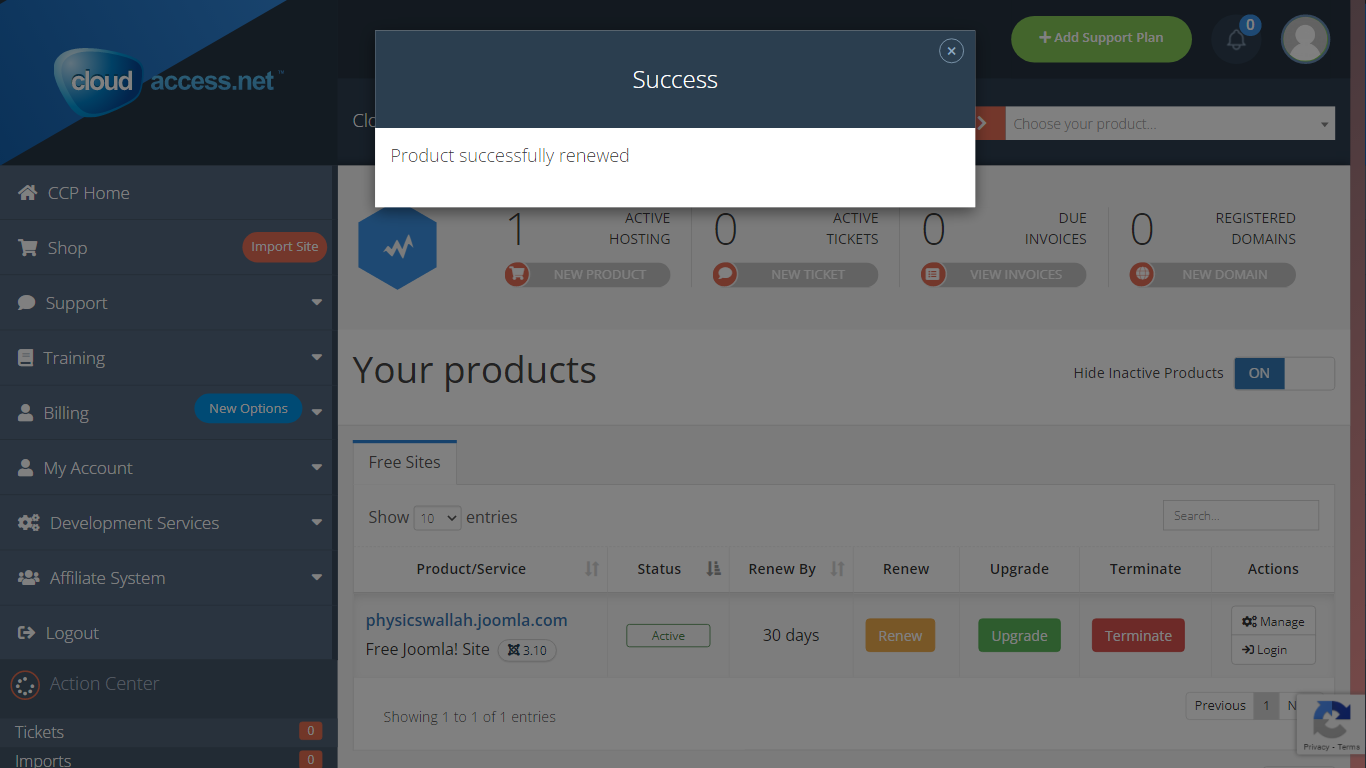 cloudaccess.net™
CCP Home
Shop
Import Site
Support
Training
Billing
New Options
My Account
Development Services
Affiliate System
Logout
Action Center
Tickets
0
Imports
0
+ Add Support Plan
0
Clo
Choose your product...
Success
Product successfully renewed
1
ACTIVE
HOSTING
NEW PRODUCT
0
ACTIVE
TICKETS
NEW TICKET
0
DUE
INVOICES
VIEW INVOICES
0
REGISTERED
DOMAINS
NEW DOMAIN
Your products
Hide Inactive Products
ON
Free Sites
Show 10 entries
Search...
Product/Service Status Renew By Renew Upgrade Terminate Actions
physicswallah.joomla.com
Free Joomla! Site 3.10
Active
30 days
Renew
Upgrade
Terminate
Manage
Login
Showing 1 to 1 of 1 entries
Previous 1 N
Privacy - Terms